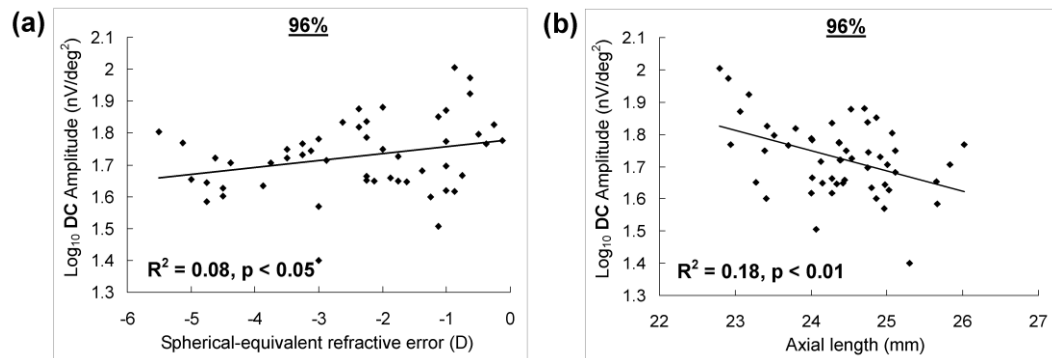 (a)
96%
Log₁₀ DC Amplitude (nV/deg²)
2.1
2
1.9
1.8
1.7
1.6
1.5
1.4
1.3
R² = 0.08, p < 0.05
-6 -5 -4 -3 -2 -1 0
Spherical-equivalent refractive error (D)
(b)
96%
Log₁₀ DC Amplitude (nV/deg²)
2.1
2
1.9
1.8
1.7
1.6
1.5
1.4
1.3
R² = 0.18, p < 0.01
22 23 24 25 26 27
Axial length (mm)